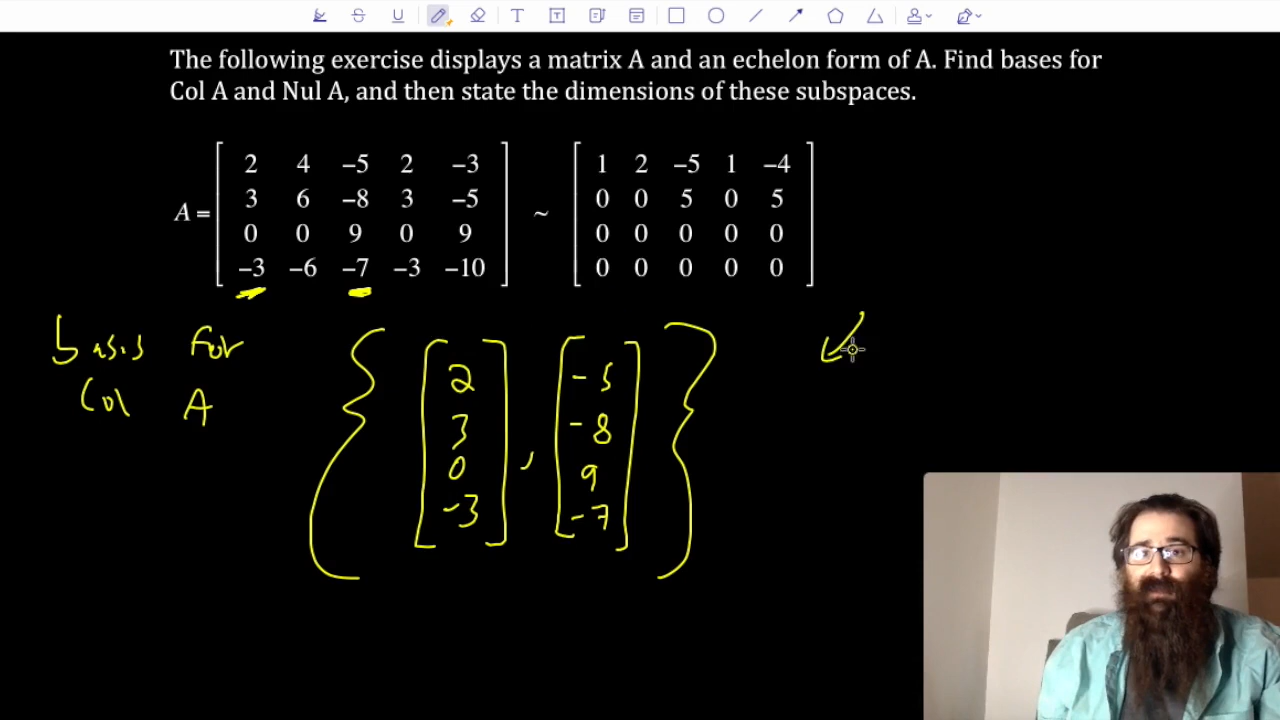 The following exercise displays a matrix A and an echelon form of A. Find bases for
Col A and Nul A, and then state the dimensions of these subspaces.
A = [ 2 4 −5 2 −3 ~ 1 2 −5 1 −4
3 6 −8 3 −5 0 0 5 0 5
0 0 9 0 9 0 0 0 0 0
−3 −6 −7 −3 −10 ] [ 0 0 0 0 0 ]
basis for
Col A
{ [ 2 , -5
3 -8
0 9
-3 ] [ -7 ] }